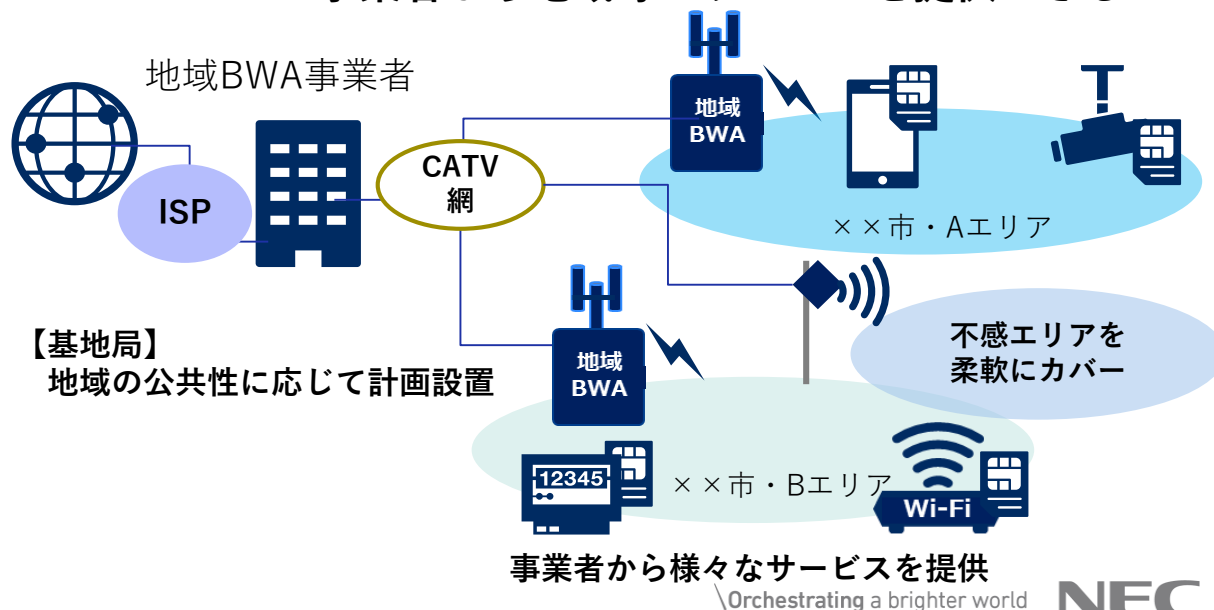 地域BWA事業者
ISP
CATV
網
地域
BWA
××市・Aエリア
不感エリアを
柔軟にカバー
【基地局】
地域の公共性に応じて計画設置
地域
BWA
12345
××市・Bエリア
Wi-Fi
事業者から様々なサービスを提供
\Orchestrating a brighter world
NEC